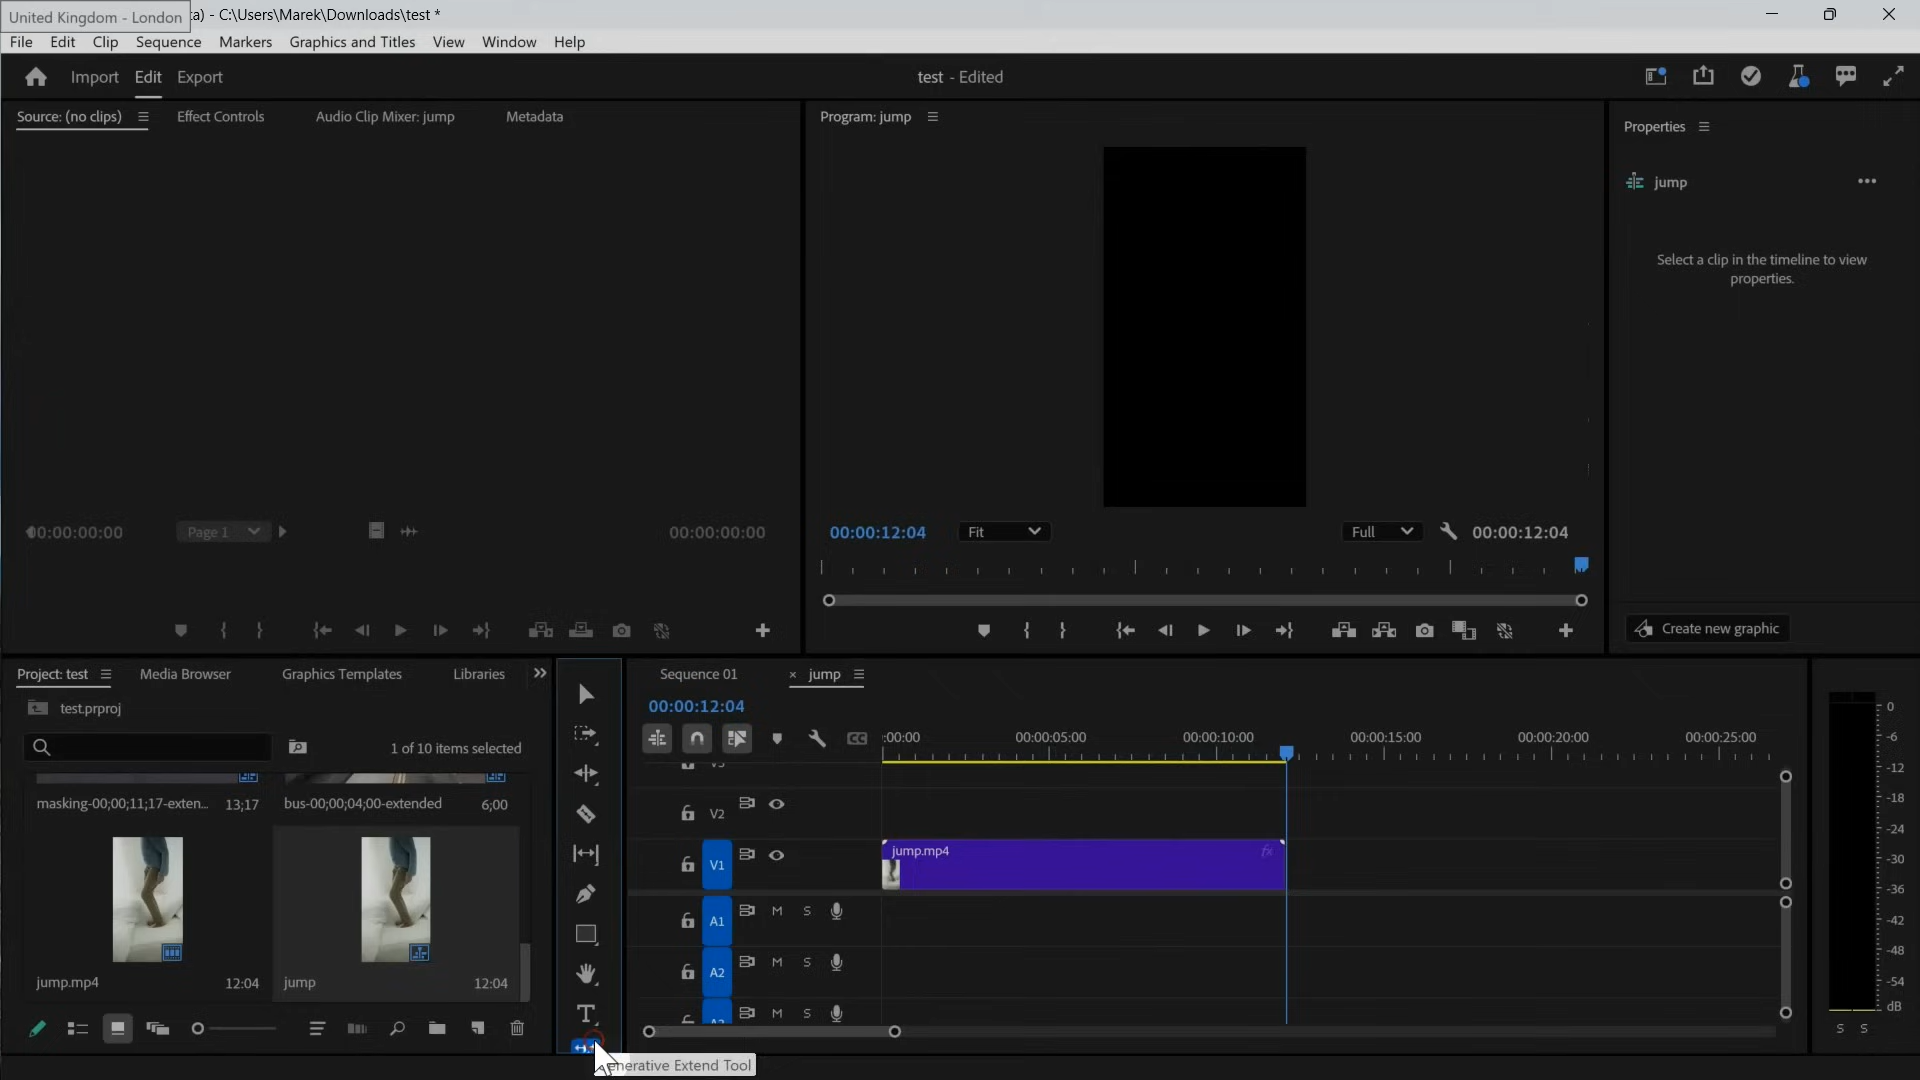 United Kingdom - London
ta) - C:\Users\Marek\Downloads\test *
File Edit Clip Sequence Markers Graphics and Titles View Window Help
Import Edit Export
test - Edited
Source: (no clips) Effect Controls Audio Clip Mixer: jump Metadata
Program: jump
Properties
jump
Select a clip in the timeline to view
properties.
00:00:00:00 Page 1 00:00:00:00
00:00:12:04 Fit Full 00:00:12:04
Create new graphic
Project: test Media Browser Graphics Templates Libraries
test.prproj
1 of 10 items selected
masking-00;00;11;17-exten... 13;17
bus-00;00;04;00-extended 6;00
jump.mp4 12:04
jump 12:04
T
Generative Extend Tool
Sequence 01 × jump
00:00:12:04
CC
:00:00 00:00:05:00 00:00:10:00 00:00:15:00 00:00:20:00 00:00:25:00
V3
V2
V1
jump.mp4 fx
A1 M S
A2 M S
A3 M S
0
-6
-12
-18
-24
-30
-36
-42
-48
-54
dB
S S